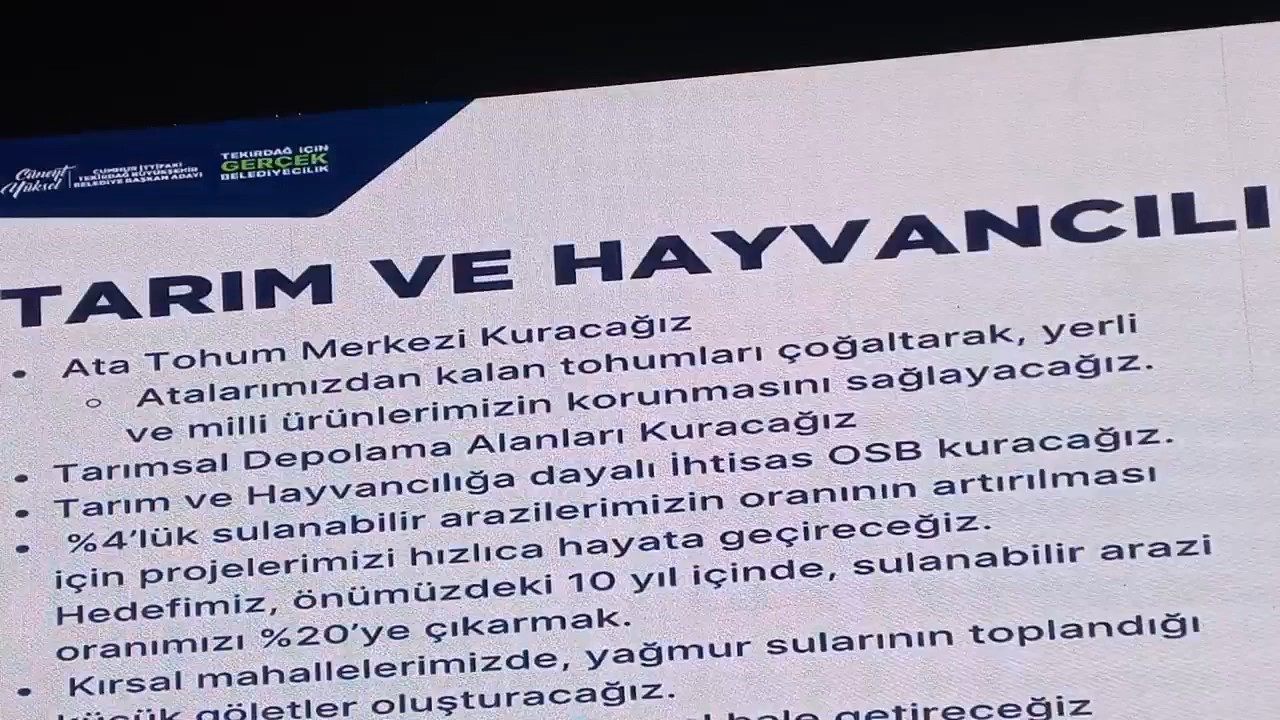 Cüneyt
Yüksel
CUMHUR İTTİFAKI
TEKİRDAĞ BÜYÜKŞEHİR
BELEDİYE BAŞKAN ADAYI
TEKİRDAĞ İÇİN
GERÇEK
BELEDİYECİLİK
TARIM VE HAYVANCILI
• Ata Tohum Merkezi Kuracağız
○ Atalarımızdan kalan tohumları çoğaltarak, yerli
ve milli ürünlerimizin korunmasını sağlayacağız.
• Tarımsal Depolama Alanları Kuracağız
• Tarım ve Hayvancılığa dayalı İhtisas OSB kuracağız.
• %4'lük sulanabilir arazilerimizin oranının artırılması
için projelerimizi hızlıca hayata geçireceğiz.
Hedefimiz, önümüzdeki 10 yıl içinde, sulanabilir arazi
oranımızı %20'ye çıkarmak.
• Kırsal mahallelerimizde, yağmur sularının toplandığı
küçük göletler oluşturacağız.
hale getireceğiz